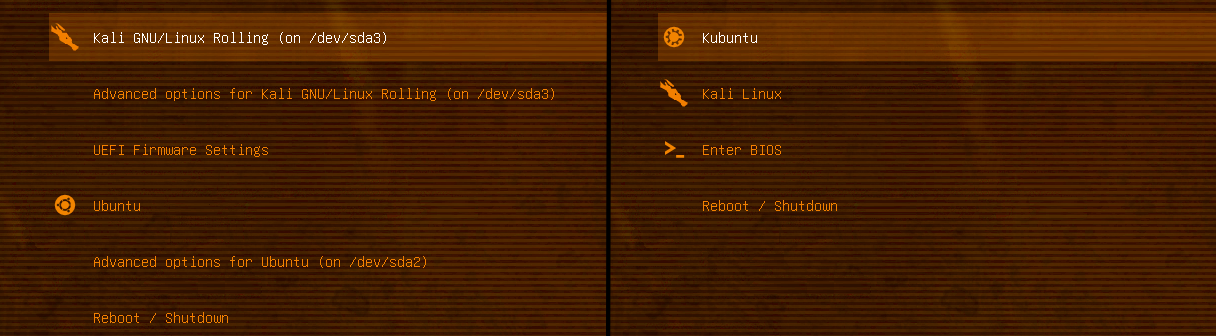 Kali GNU/Linux Rolling (on /dev/sda3)
Advanced options for Kali GNU/Linux Rolling (on /dev/sda3)
UEFI Firmware Settings
Ubuntu
Advanced options for Ubuntu (on /dev/sda2)
Reboot / Shutdown
Kubuntu
Kali Linux
Enter BIOS
Reboot / Shutdown